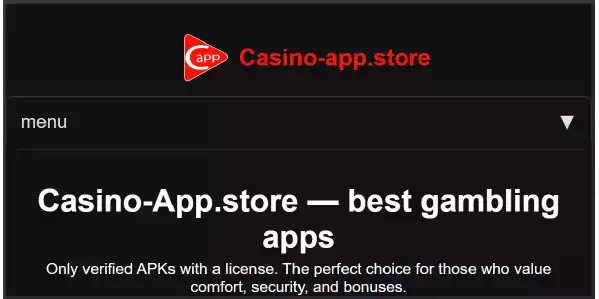 app
Casino-app.store
menu
Casino-App.store — best gambling
apps
Only verified APKs with a license. The perfect choice for those who value
comfort, security, and bonuses.